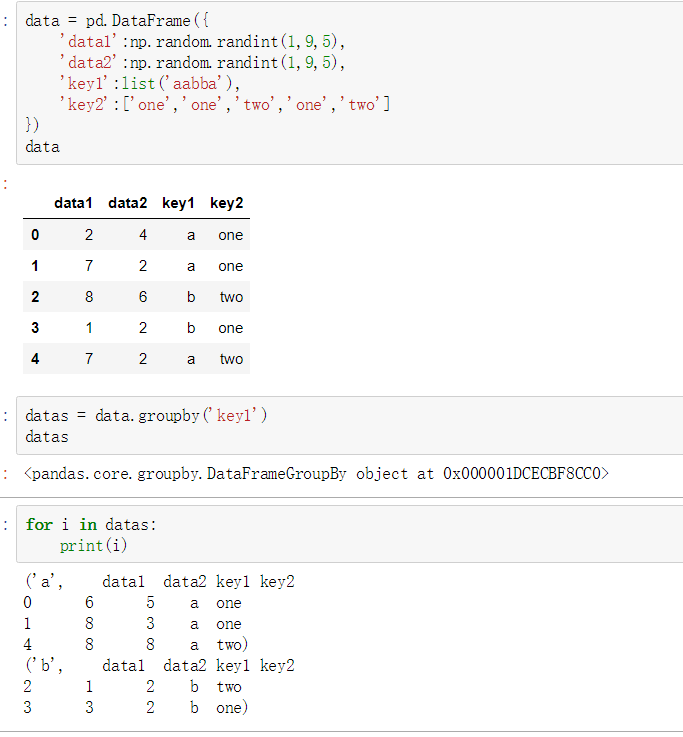 : data = pd.DataFrame({
'data1':np.random.randint(1,9,5),
'data2':np.random.randint(1,9,5),
'key1':list('aabba'),
'key2':['one','one','two','one','two']
})
data
:
data1 data2 key1 key2
0 2 4 a one
1 7 2 a one
2 8 6 b two
3 1 2 b one
4 7 2 a two
: datas = data.groupby('key1')
datas
: <pandas.core.groupby.DataFrameGroupBy object at 0x000001DCECBF8CC0>
: for i in datas:
print(i)
('a', data1 data2 key1 key2
0 6 5 a one
1 8 3 a one
4 8 8 a two)
('b', data1 data2 key1 key2
2 1 2 b two
3 3 2 b one)